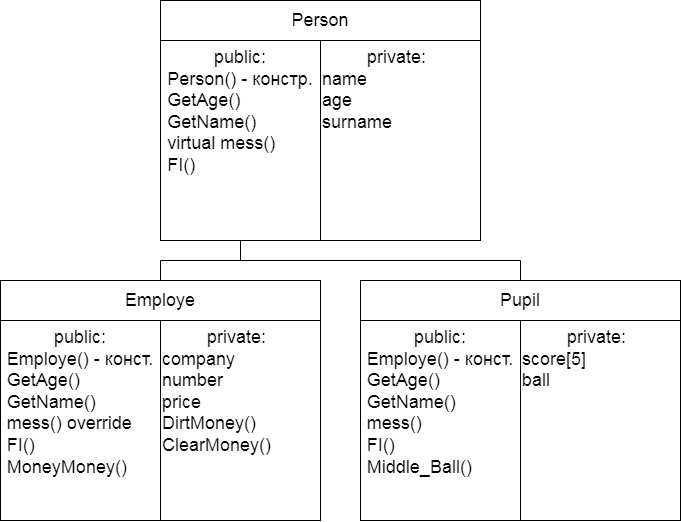 Person
public:
Person() - констр.
GetAge()
GetName()
virtual mess()
FI()
private:
name
age
surname
Employe
public:
Employe() - конст.
GetAge()
GetName()
mess() override
FI()
MoneyMoney()
private:
company
number
price
DirtMoney()
ClearMoney()
Pupil
public:
Employe() - конст.
GetAge()
GetName()
mess()
FI()
Middle_Ball()
private:
score[5]
ball